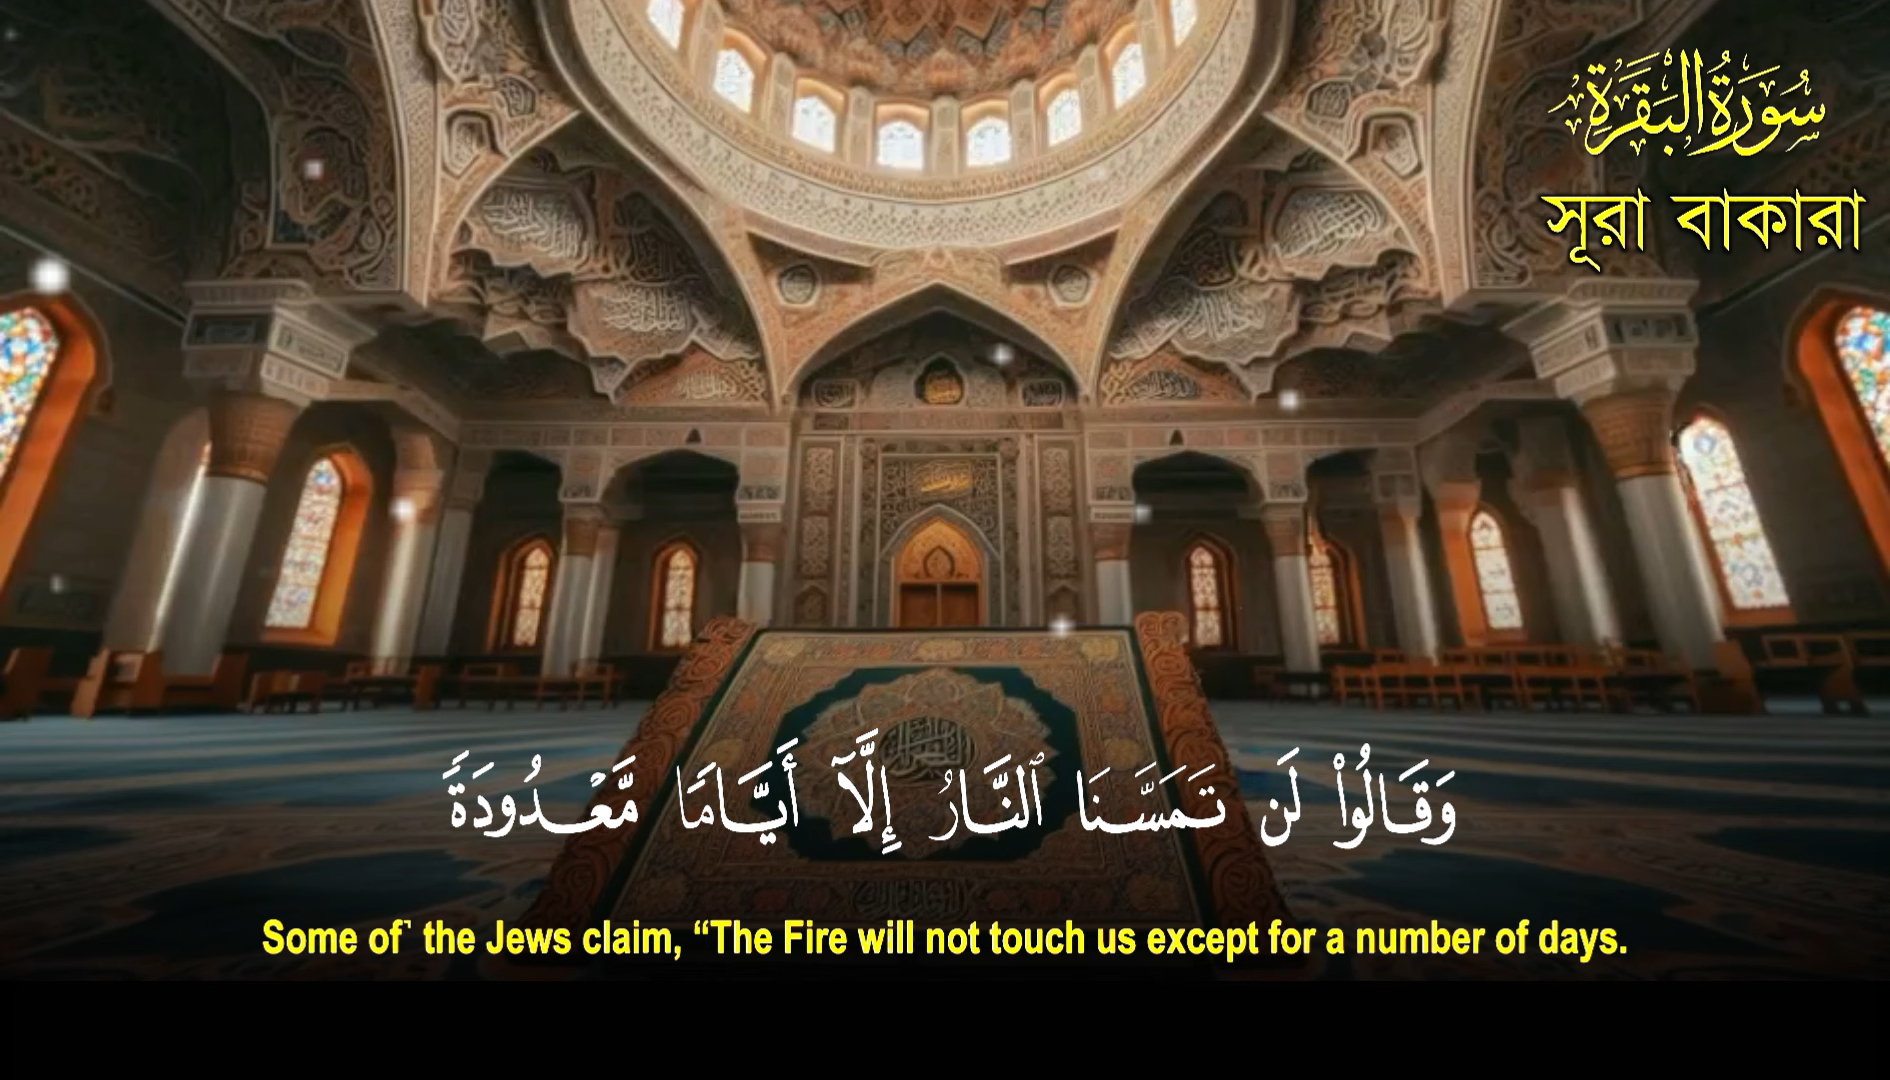 سُورَةُ البَقَرَةِ
সূরা বাকারা
وَقَالُوا۟ لَن تَمَسَّنَا ٱلنَّارُ إِلَّآ أَيَّامًا مَّعْدُودَةً
Some of˺ the Jews claim, “The Fire will not touch us except for a number of days.